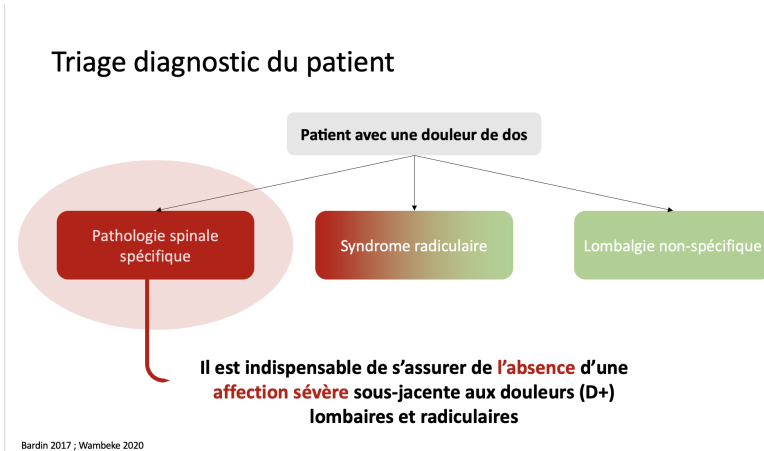 Triage diagnostic du patient
Patient avec une douleur de dos
Pathologie spinale
spécifique
Syndrome radiculaire
Lombalgie non-spécifique
Il est indispensable de s’assurer de l’absence d’une
affection sévère sous-jacente aux douleurs (D+)
lombaires et radiculaires
Bardin 2017 ; Wambeke 2020